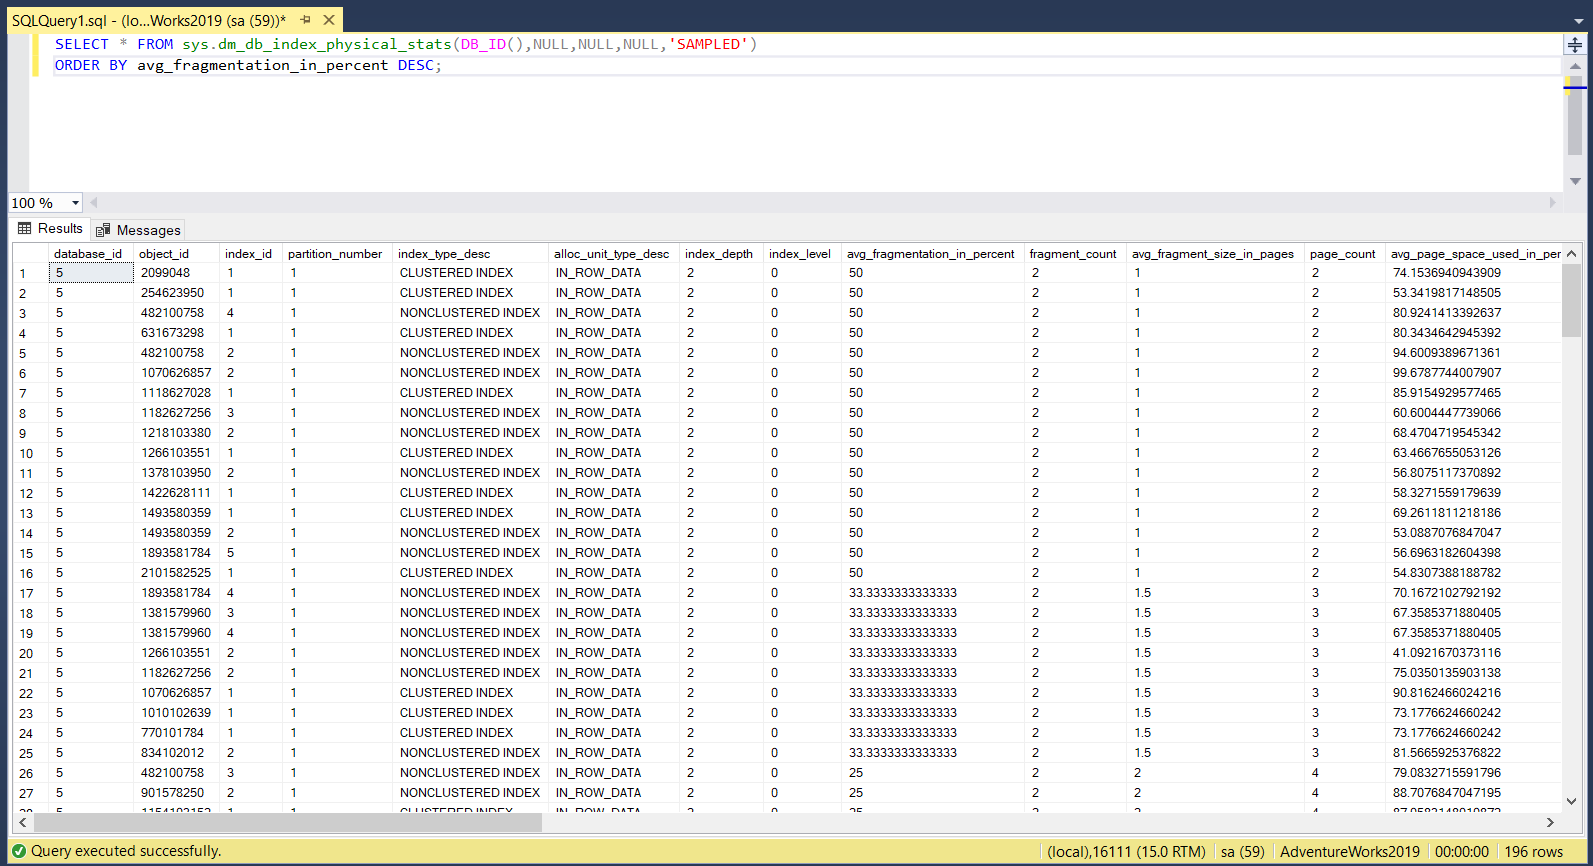 SQLQuery1.sql - (lo...Works2019 (sa (59))*
SELECT * FROM sys.dm_db_index_physical_stats(DB_ID(),NULL,NULL,NULL,'SAMPLED')
ORDER BY avg_fragmentation_in_percent DESC;
100 %
Results Messages
database_id object_id index_id partition_number index_type_desc alloc_unit_type_desc index_depth index_level avg_fragmentation_in_percent fragment_count avg_fragment_size_in_pages page_count avg_page_space_used_in_per
1 5 2099048 1 1 CLUSTERED INDEX IN_ROW_DATA 2 0 50 2 1 2 74.1536940943909
2 5 254623950 1 1 CLUSTERED INDEX IN_ROW_DATA 2 0 50 2 1 2 53.3419817148505
3 5 482100758 4 1 NONCLUSTERED INDEX IN_ROW_DATA 2 0 50 2 1 2 80.9241413392637
4 5 631673298 1 1 CLUSTERED INDEX IN_ROW_DATA 2 0 50 2 1 2 80.3434642945392
5 5 482100758 2 1 NONCLUSTERED INDEX IN_ROW_DATA 2 0 50 2 1 2 94.6009389671361
6 5 1070626857 2 1 NONCLUSTERED INDEX IN_ROW_DATA 2 0 50 2 1 2 99.6787744007907
7 5 1118627028 1 1 CLUSTERED INDEX IN_ROW_DATA 2 0 50 2 1 2 85.9154929577465
8 5 1182627256 3 1 NONCLUSTERED INDEX IN_ROW_DATA 2 0 50 2 1 2 60.6004447739066
9 5 1218103380 2 1 NONCLUSTERED INDEX IN_ROW_DATA 2 0 50 2 1 2 68.4704719545342
10 5 1266103551 1 1 CLUSTERED INDEX IN_ROW_DATA 2 0 50 2 1 2 63.4667655053126
11 5 1378103950 2 1 NONCLUSTERED INDEX IN_ROW_DATA 2 0 50 2 1 2 56.8075117370892
12 5 1422628111 1 1 CLUSTERED INDEX IN_ROW_DATA 2 0 50 2 1 2 58.3271559179639
13 5 1493580359 1 1 CLUSTERED INDEX IN_ROW_DATA 2 0 50 2 1 2 69.2611811218186
14 5 1493580359 2 1 NONCLUSTERED INDEX IN_ROW_DATA 2 0 50 2 1 2 53.0887076847047
15 5 1893581784 5 1 NONCLUSTERED INDEX IN_ROW_DATA 2 0 50 2 1 2 56.6963182604398
16 5 2101582525 1 1 CLUSTERED INDEX IN_ROW_DATA 2 0 50 2 1 2 54.8307388188782
17 5 1893581784 4 1 NONCLUSTERED INDEX IN_ROW_DATA 2 0 33.3333333333333 2 1.5 3 70.1672102792192
18 5 1381579960 3 1 NONCLUSTERED INDEX IN_ROW_DATA 2 0 33.3333333333333 2 1.5 3 67.3585371880405
19 5 1381579960 4 1 NONCLUSTERED INDEX IN_ROW_DATA 2 0 33.3333333333333 2 1.5 3 67.3585371880405
20 5 1266103551 2 1 NONCLUSTERED INDEX IN_ROW_DATA 2 0 33.3333333333333 2 1.5 3 41.0921670373116
21 5 1182627256 2 1 NONCLUSTERED INDEX IN_ROW_DATA 2 0 33.3333333333333 2 1.5 3 75.0350135903138
22 5 1070626857 1 1 CLUSTERED INDEX IN_ROW_DATA 2 0 33.3333333333333 2 1.5 3 90.8162466024216
23 5 1010102639 1 1 CLUSTERED INDEX IN_ROW_DATA 2 0 33.3333333333333 2 1.5 3 73.1776624660242
24 5 770101784 1 1 CLUSTERED INDEX IN_ROW_DATA 2 0 33.3333333333333 2 1.5 3 73.1776624660242
25 5 834102012 2 1 NONCLUSTERED INDEX IN_ROW_DATA 2 0 33.3333333333333 2 1.5 3 81.5665925376822
26 5 482100758 3 1 NONCLUSTERED INDEX IN_ROW_DATA 2 0 25 2 2 4 79.0832715591796
27 5 901578250 2 1 NONCLUSTERED INDEX IN_ROW_DATA 2 0 25 2 2 4 88.7076847047195
Query executed successfully. (local),16111 (15.0 RTM) sa (59) AdventureWorks2019 00:00:00 196 rows